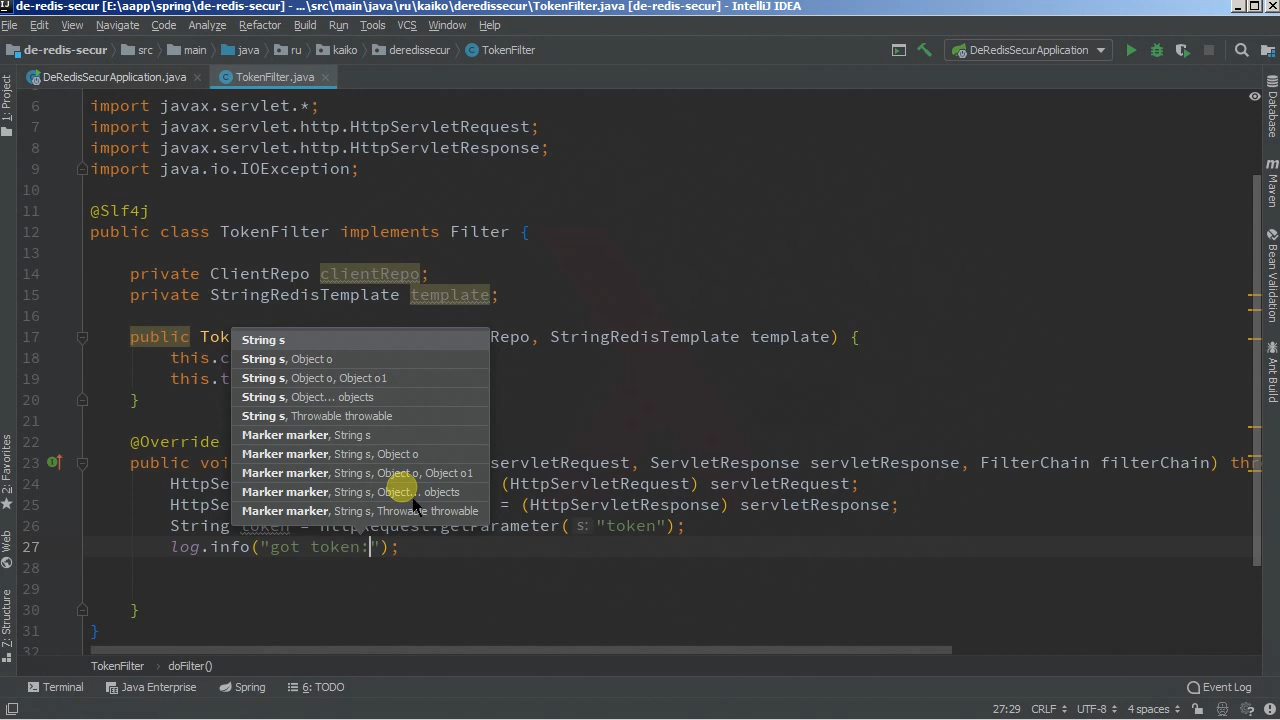 de-redis-secur [E:\aapp\spring\de-redis-secur] - ...\src\main\java\ru\kaiko\deredissecur\TokenFilter.java [de-redis-secur] - IntelliJ IDEA
File Edit View Navigate Code Analyze Refactor Build Run Tools VCS Window Help
de-redis-secur src main java ru kaiko deredissecur TokenFilter DeRedisSecurApplication
DeRedisSecurApplication.java TokenFilter.java
1: Project
2: Favorites
Web
7: Structure
Database
Maven
Bean Validation
Ant Build
6 import javax.servlet.*;
7 import javax.servlet.http.HttpServletRequest;
8 import javax.servlet.http.HttpServletResponse;
9 import java.io.IOException;
10
11 @Slf4j
12 public class TokenFilter implements Filter {
13
14 private ClientRepo clientRepo;
15 private StringRedisTemplate template;
16
17 public Tok Repo, StringRedisTemplate template) {
18 this.c
19 this.t
20 }
21
22 @Override
23 public voi servletRequest, ServletResponse servletResponse, FilterChain filterChain) thr
24 HttpS (HttpServletRequest) servletRequest;
25 HttpS = (HttpServletResponse) servletResponse;
26 String token = httpRequest.getParameter( s: "token");
27 log.info("got token:");
28
29
30 }
31 }
32
String s
String s, Object o
String s, Object o, Object o1
String s, Object... objects
String s, Throwable throwable
Marker marker, String s
Marker marker, String s, Object o
Marker marker, String s, Object o, Object o1
Marker marker, String s, Object... objects
Marker marker, String s, Throwable throwable
TokenFilter › doFilter()
Terminal Java Enterprise Spring 6: TODO Event Log
27:29 CRLF UTF-8 4 spaces